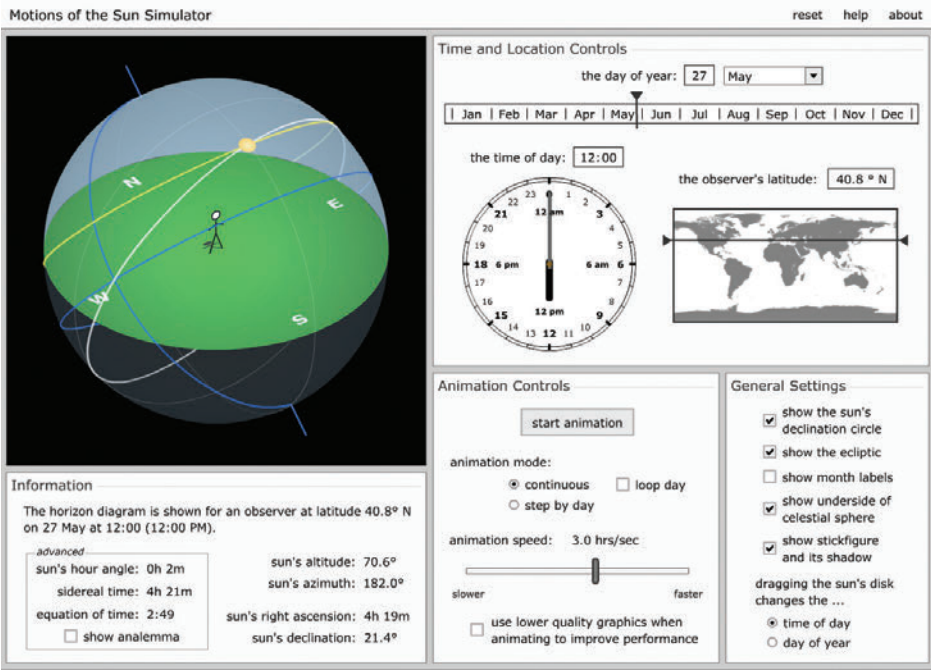 Motions of the Sun Simulator
reset help about
N
E
W
S
Time and Location Controls
the day of year: 27 May
Jan Feb Mar Apr May Jun Jul Aug Sep Oct Nov Dec
the time of day: 12:00
12 am
1
2
3
4
5
6 am 6
7
8
9
10
11
12
12 pm
13
14
15
16
17
18 6 pm
19
20
21
22
23
the observer's latitude: 40.8 ° N
Information
The horizon diagram is shown for an observer at latitude 40.8° N
on 27 May at 12:00 (12:00 PM).
advanced
sun's hour angle: 0h 2m
sidereal time: 4h 21m
equation of time: 2:49
show analemma
sun's altitude: 70.6°
sun's azimuth: 182.0°
sun's right ascension: 4h 19m
sun's declination: 21.4°
Animation Controls
start animation
animation mode:
continuous
loop day
step by day
animation speed: 3.0 hrs/sec
slower faster
use lower quality graphics when
animating to improve performance
General Settings
show the sun's
declination circle
show the ecliptic
show month labels
show underside of
celestial sphere
show stickfigure
and its shadow
dragging the sun's disk
changes the ...
time of day
day of year